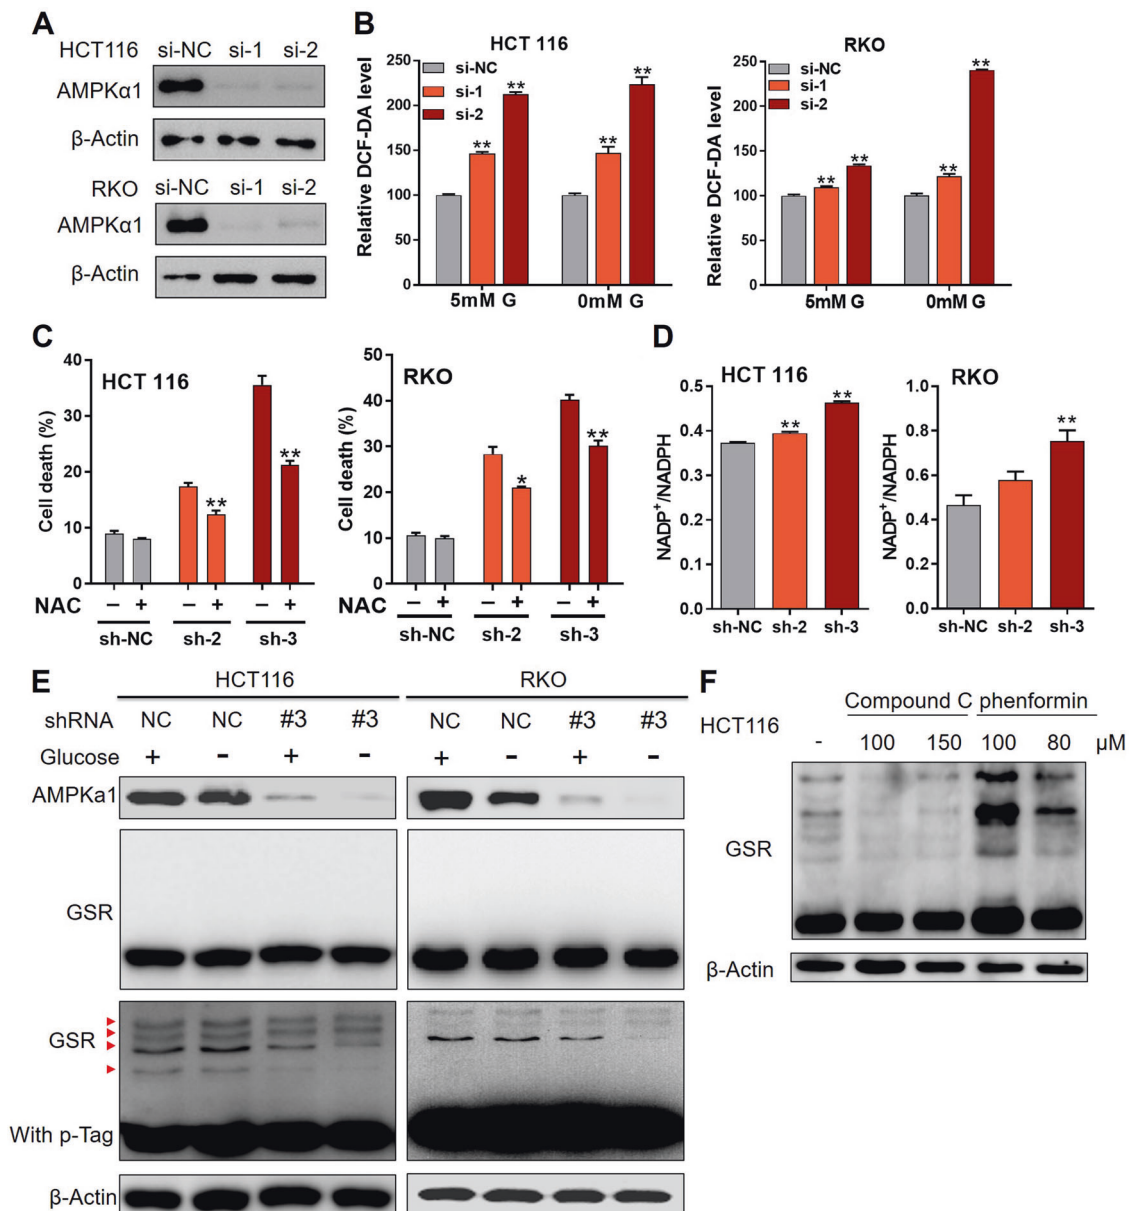 A
HCT116 si-NC si-1 si-2
AMPKα1
β-Actin
RKO si-NC si-1 si-2
AMPKα1
β-Actin
B
HCT 116
Relative DCF-DA level
250
200
150
100
50
0
si-NC
si-1
si-2
** ** ** **
5mM G 0mM G
RKO
Relative DCF-DA level
250
200
150
100
50
0
si-NC
si-1
si-2
** ** ** **
5mM G 0mM G
C
HCT 116
Cell death (%)
40
30
20
10
0
** **
NAC − + − + − +
sh-NC sh-2 sh-3
RKO
Cell death (%)
50
40
30
20
10
0
* **
NAC − + − + − +
sh-NC sh-2 sh-3
D
HCT 116
NADP⁺/NADPH
0.5
0.4
0.3
0.2
0.1
0.0
** **
sh-NC sh-2 sh-3
RKO
NADP⁺/NADPH
1.0
0.8
0.6
0.4
0.2
0.0
**
sh-NC sh-2 sh-3
E
HCT116 RKO
shRNA NC NC #3 #3 NC NC #3 #3
Glucose + - + - + - + -
AMPKa1
GSR
GSR
With p-Tag
β-Actin
F
Compound C phenformin
HCT116 - 100 150 100 80 μM
GSR
β-Actin